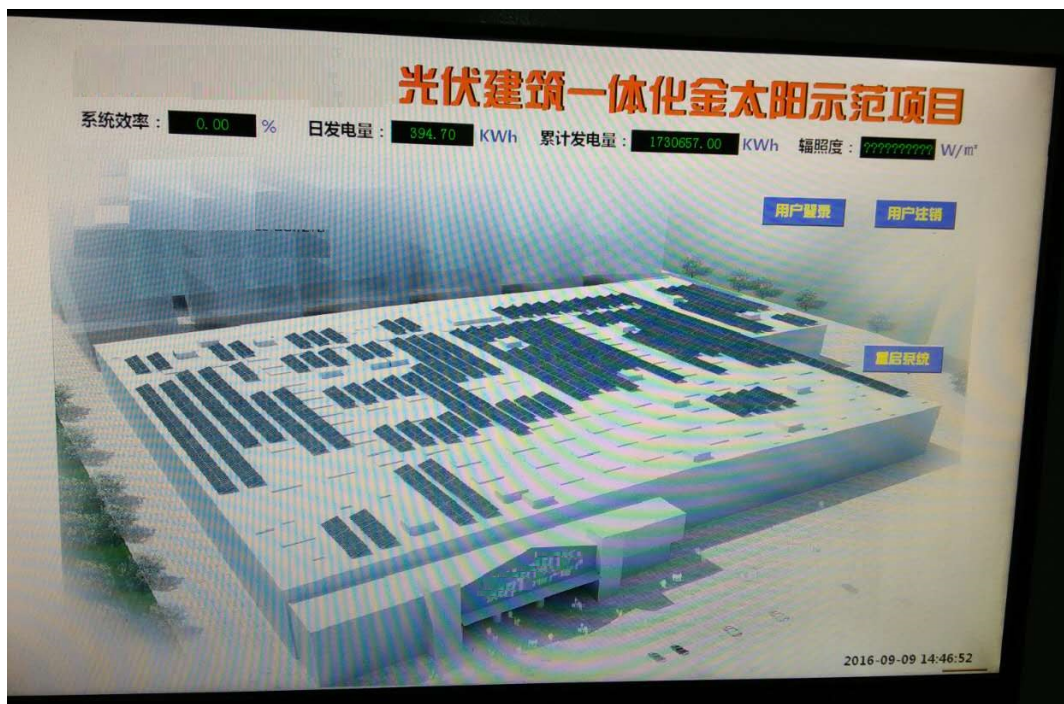 光伏建筑一体化金太阳示范项目
系统效率： 0.00 % 日发电量： 394.70 KWh 累计发电量： 1730657.00 KWh 辐照度： ?????????? W/㎡
用户登录 用户注销
重启系统
2016-09-09 14:46:52